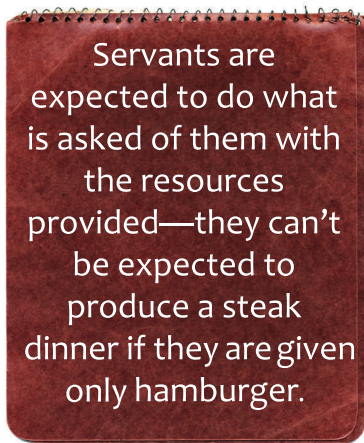 Servants are
expected to do what
is asked of them with
the resources
provided—they can’t
be expected to
produce a steak
dinner if they are given
only hamburger.